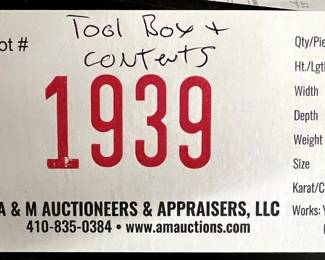 ot #
Tool Box +
Contents
1939
A & M AUCTIONEERS & APPRAISERS, LLC
410-835-0384 • www.amauctions.com
Qty/Pie
Ht./Lgt
Width
Depth
Weight
Size
Karat/C
Works: Y